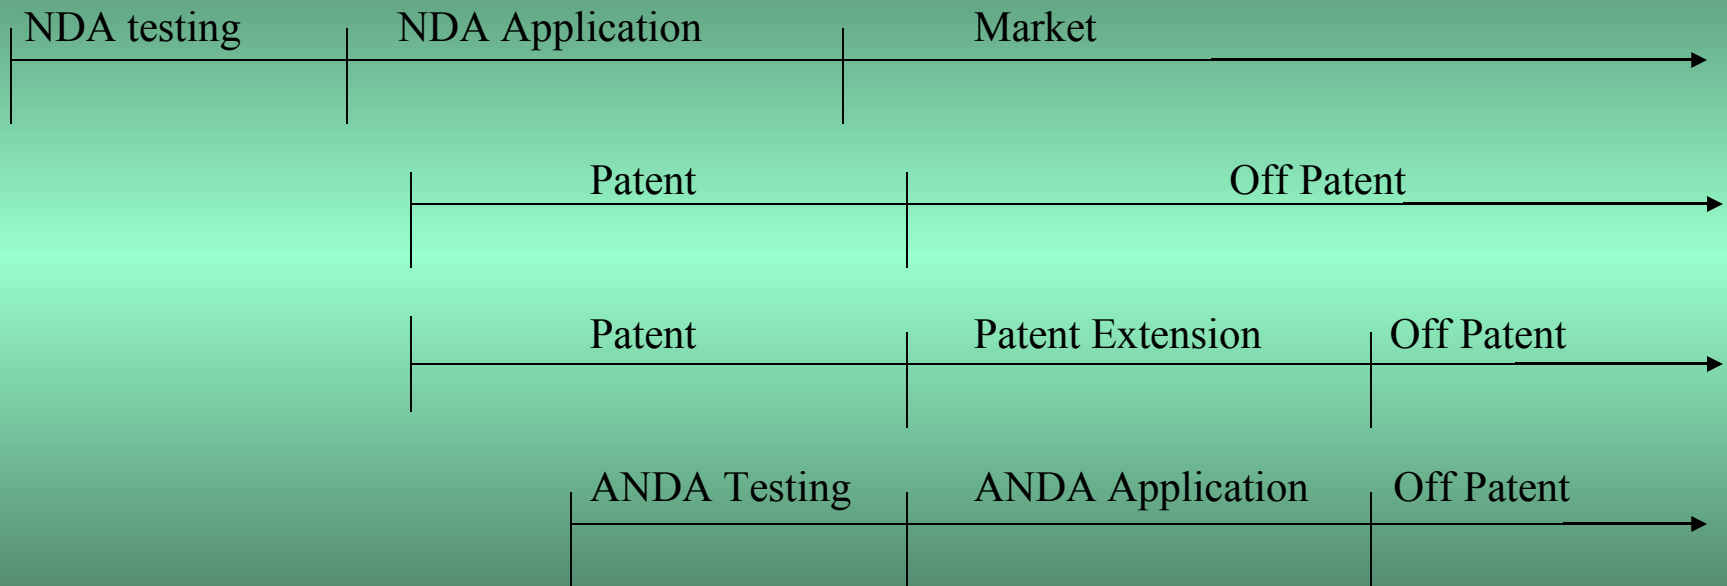 NDA testing NDA Application Market
Patent Off Patent
Patent Patent Extension Off Patent
ANDA Testing ANDA Application Off Patent